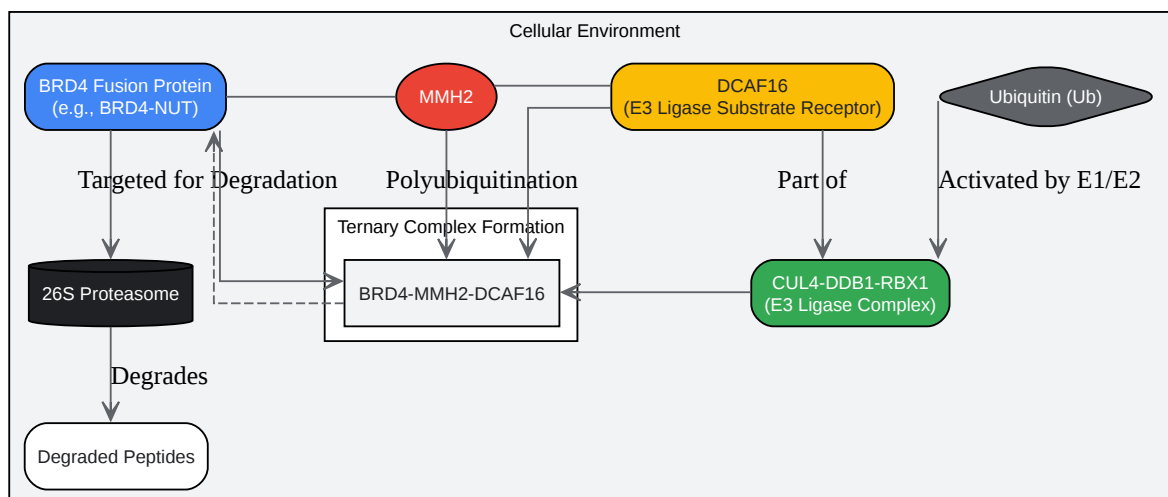 Cellular Environment
BRD4 Fusion Protein
(e.g., BRD4-NUT)
MMH2
DCAF16
(E3 Ligase Substrate Receptor)
Ubiquitin (Ub)
Targeted for Degradation
Polyubiquitination
Part of
Activated by E1/E2
Ternary Complex Formation
26S Proteasome
BRD4-MMH2-DCAF16
CUL4-DDB1-RBX1
(E3 Ligase Complex)
Degrades
Degraded Peptides